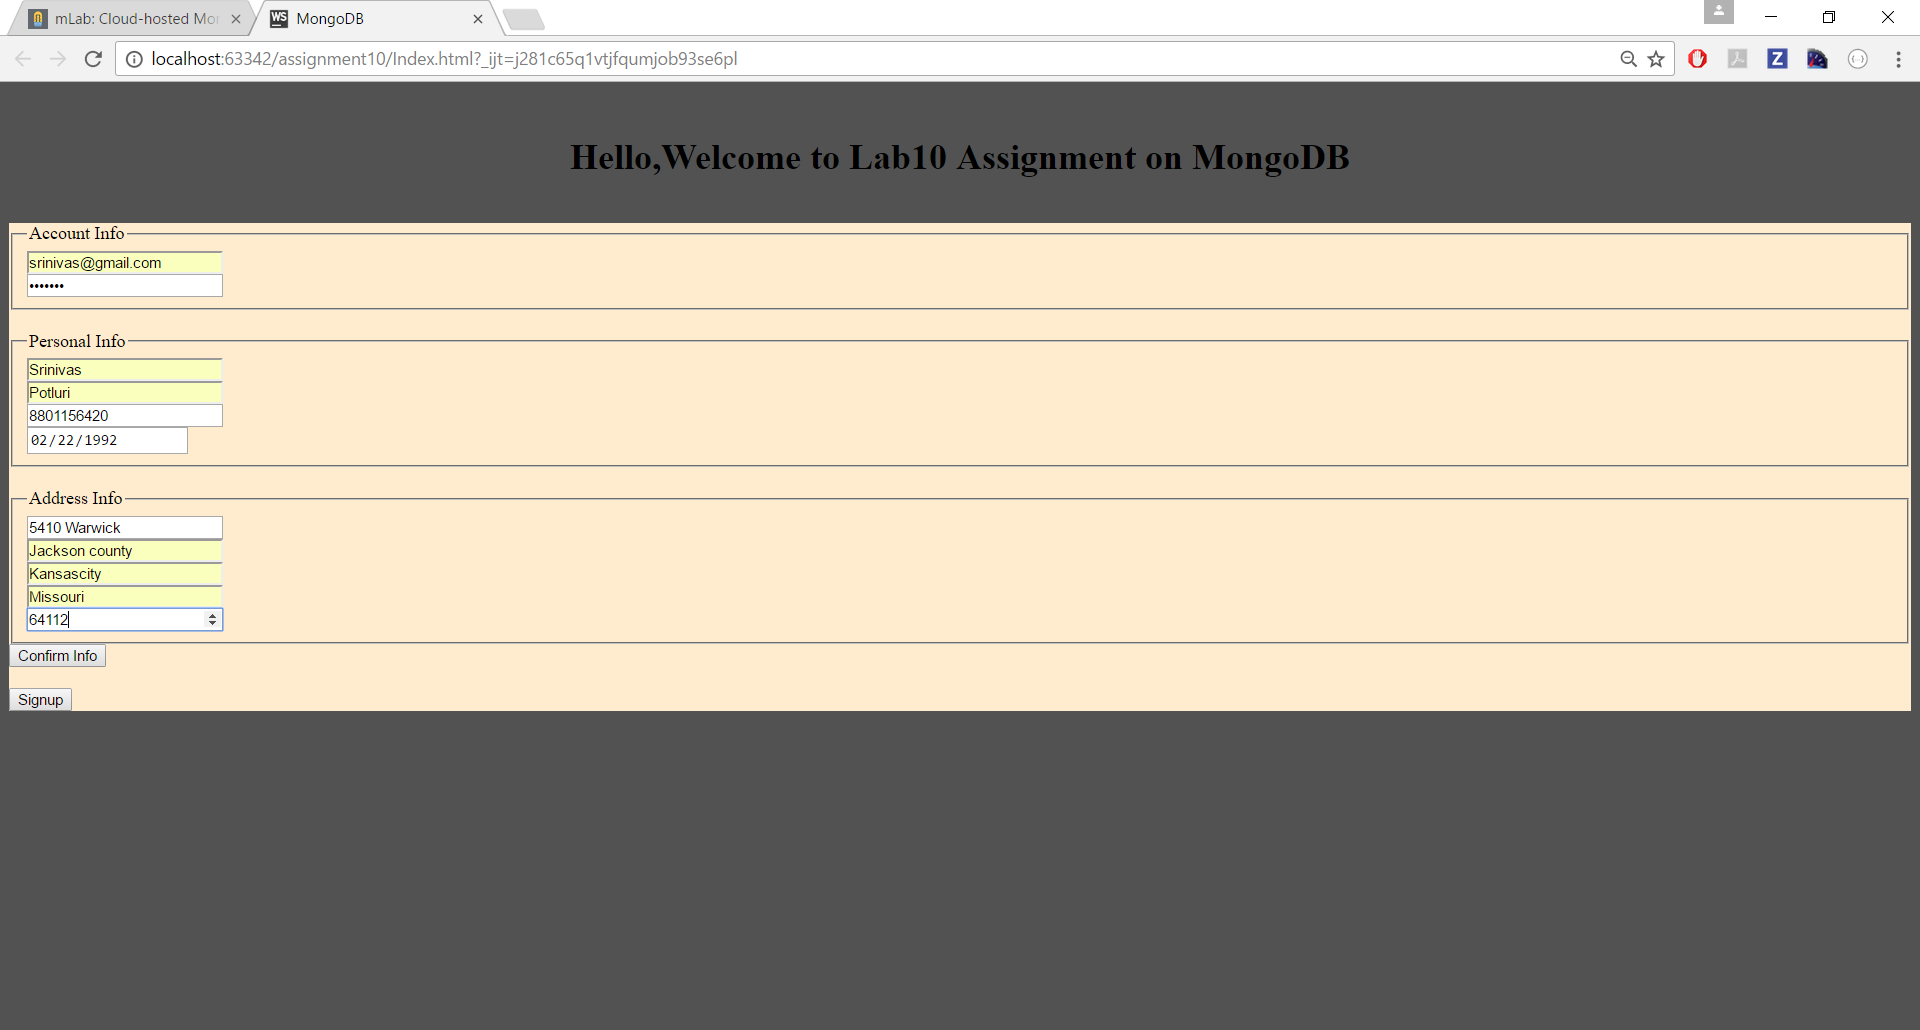 mLab: Cloud-hosted Mo
WS MongoDB
localhost:63342/assignment10/Index.html?_ijt=j281c65q1vtjfqumjob93se6pl
Z
Hello,Welcome to Lab10 Assignment on MongoDB
Account Info
srinivas@gmail.com
•••••••
Personal Info
Srinivas
Potluri
8801156420
02/22/1992
Address Info
5410 Warwick
Jackson county
Kansascity
Missouri
64112
Confirm Info
Signup